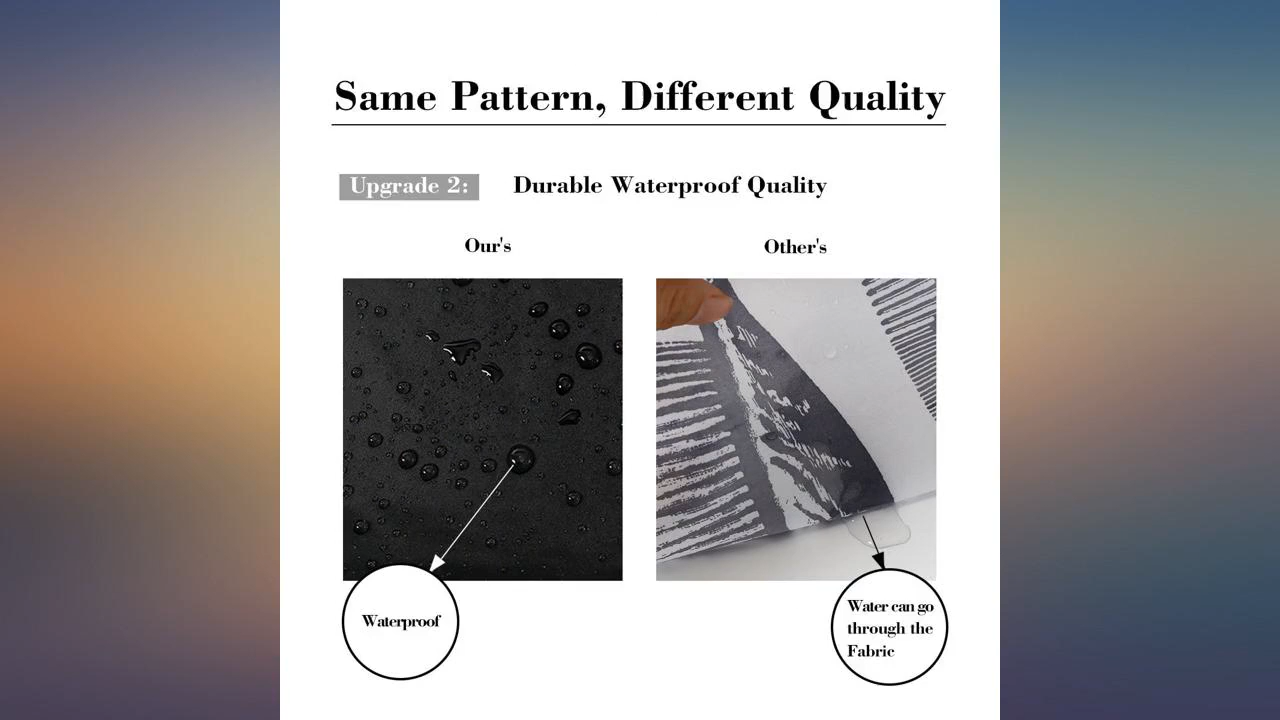 Same Pattern, Different Quality
Upgrade 2: Durable Waterproof Quality
Our's
Other's
Waterproof
Water can go
through the
Fabric